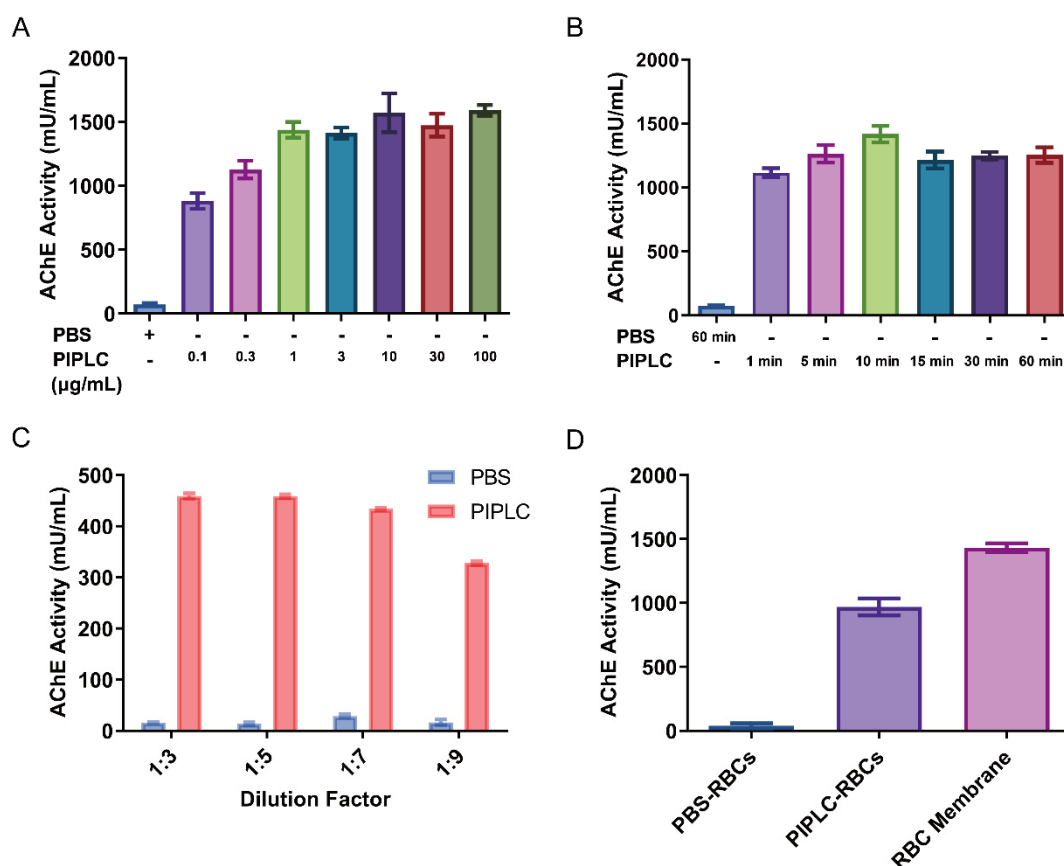 A
AChE Activity (mU/mL)
2000
1500
1000
500
0
PBS + - - - - - - -
PIPLC - 0.1 0.3 1 3 10 30 100
(µg/mL)
B
AChE Activity (mU/mL)
2000
1500
1000
500
0
PBS 60 min - - - - - -
PIPLC - 1 min 5 min 10 min 15 min 30 min 60 min
C
AChE Activity (mU/mL)
500
400
300
200
100
0
PBS
PIPLC
1:3 1:5 1:7 1:9
Dilution Factor
D
AChE Activity (mU/mL)
2000
1500
1000
500
0
PBS-RBCs
PIPLC-RBCs
RBC Membrane